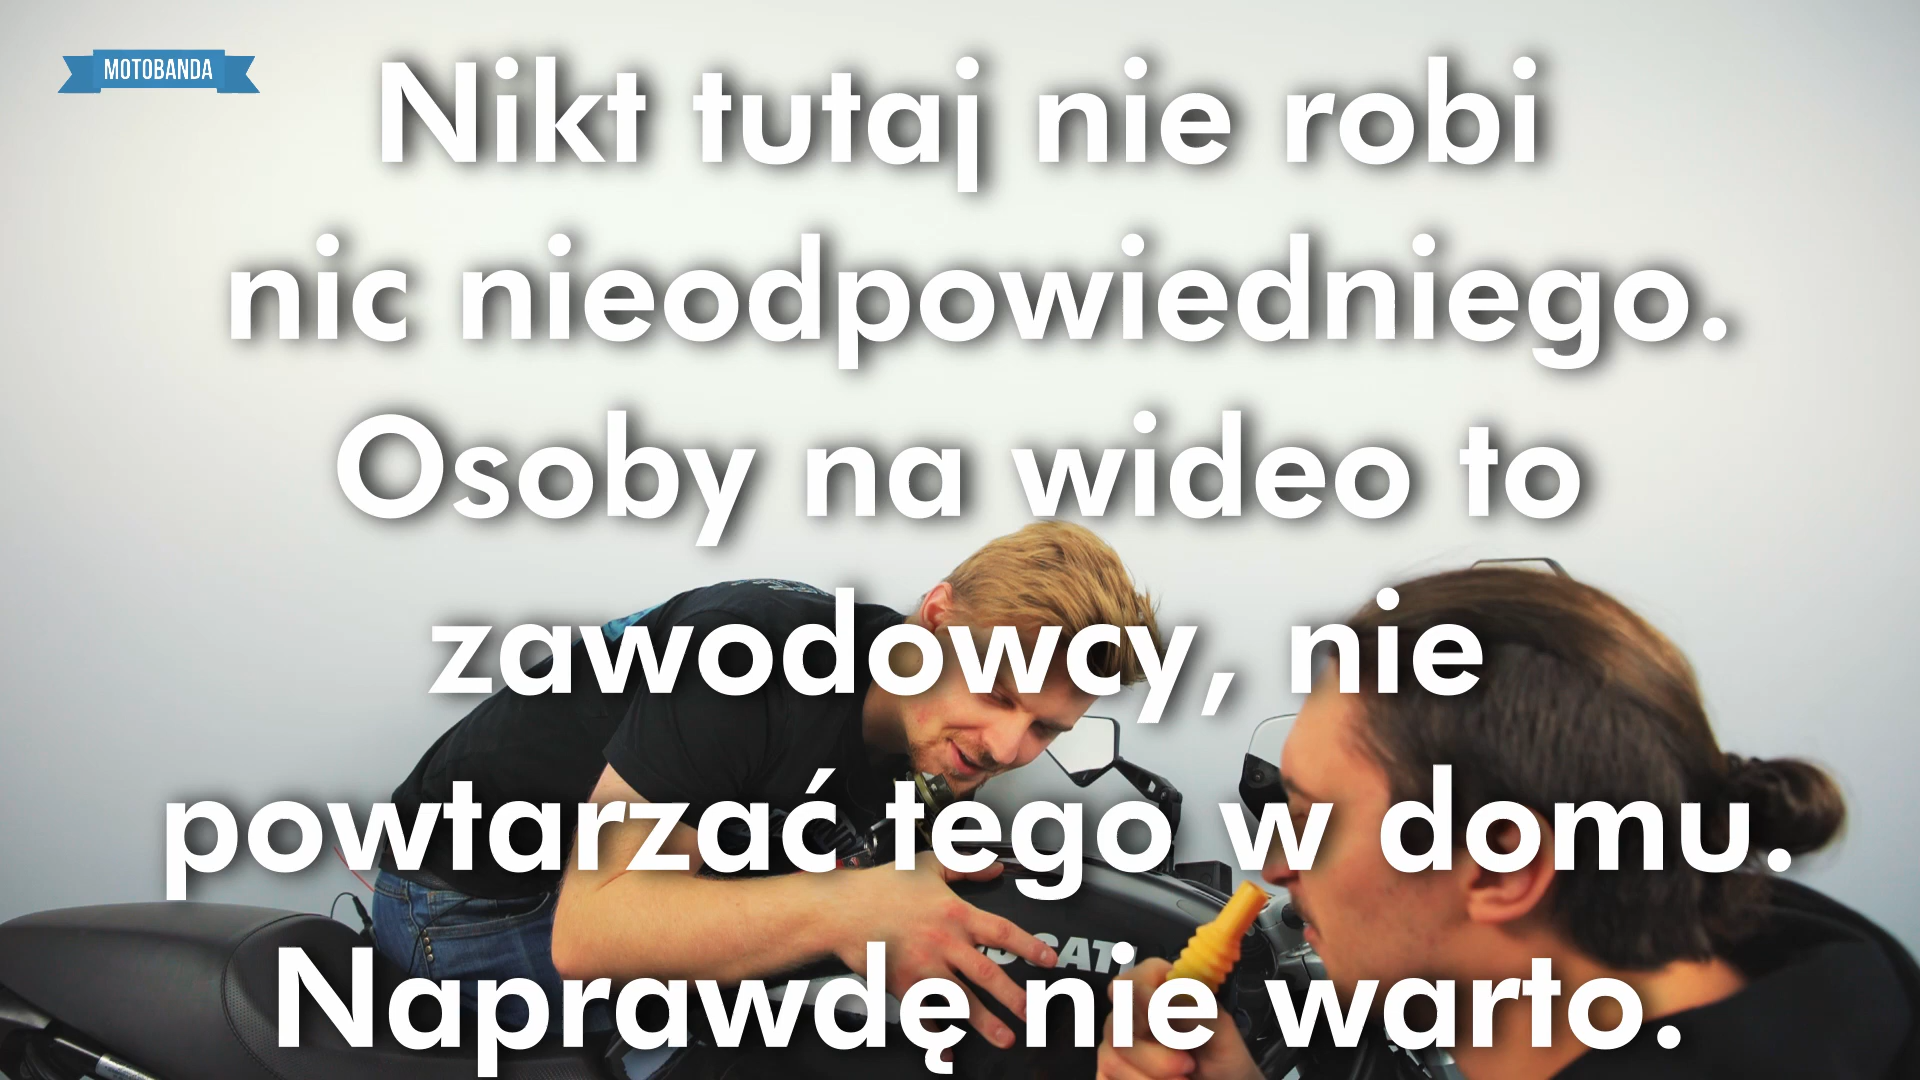 MOTOBANDA
Nikt tutaj nie robi
nic nieodpowiedniego.
Osoby na wideo to
zawodowcy, nie
powtarzać tego w domu.
Naprawdę nie warto.